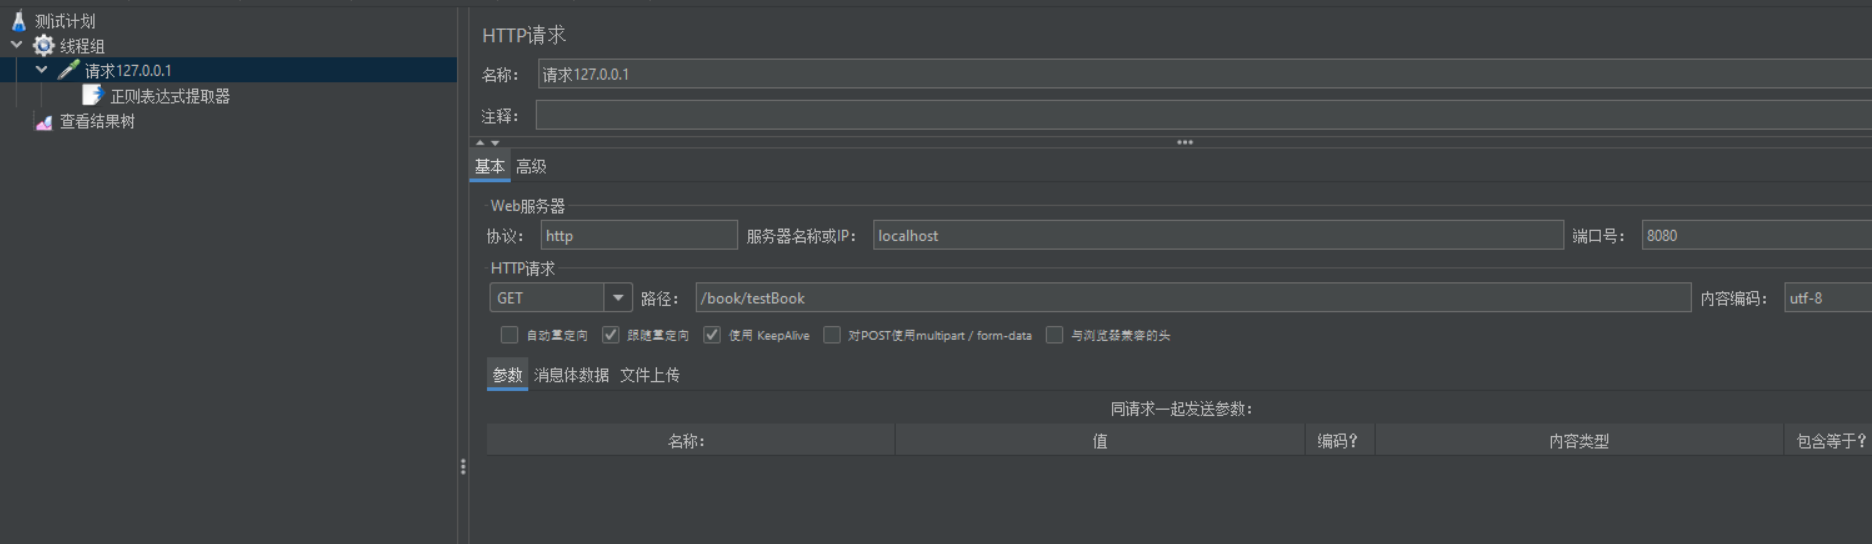 测试计划
线程组
请求127.0.0.1
正则表达式提取器
查看结果树
HTTP请求
名称： 请求127.0.0.1
注释：
基本 高级
Web服务器
协议： http 服务器名称或IP： localhost 端口号： 8080
HTTP请求
GET 路径： /book/testBook 内容编码： utf-8
自动重定向 跟随重定向 使用 KeepAlive 对POST使用multipart / form-data 与浏览器兼容的头
参数 消息体数据 文件上传
同请求一起发送参数：
名称： 值 编码? 内容类型 包含等于?